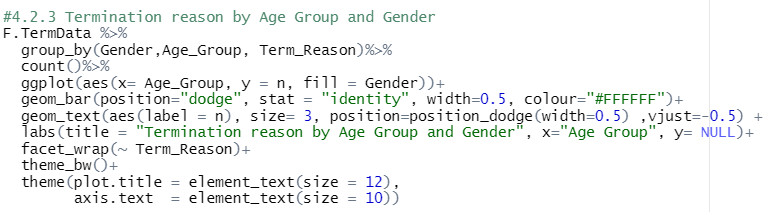 #4.2.3 Termination reason by Age Group and Gender
F.TermData %>%
  group_by(Gender,Age_Group, Term_Reason)%>%
  count()%>%
  ggplot(aes(x= Age_Group, y = n, fill = Gender))+
  geom_bar(position="dodge", stat = "identity", width=0.5, colour="#FFFFFF")+
  geom_text(aes(label = n), size= 3, position=position_dodge(width=0.5) ,vjust=-0.5) +
  labs(title = "Termination reason by Age Group and Gender", x="Age Group", y= NULL)+
  facet_wrap(~ Term_Reason)+
  theme_bw()+
  theme(plot.title = element_text(size = 12),
        axis.text  = element_text(size = 10))